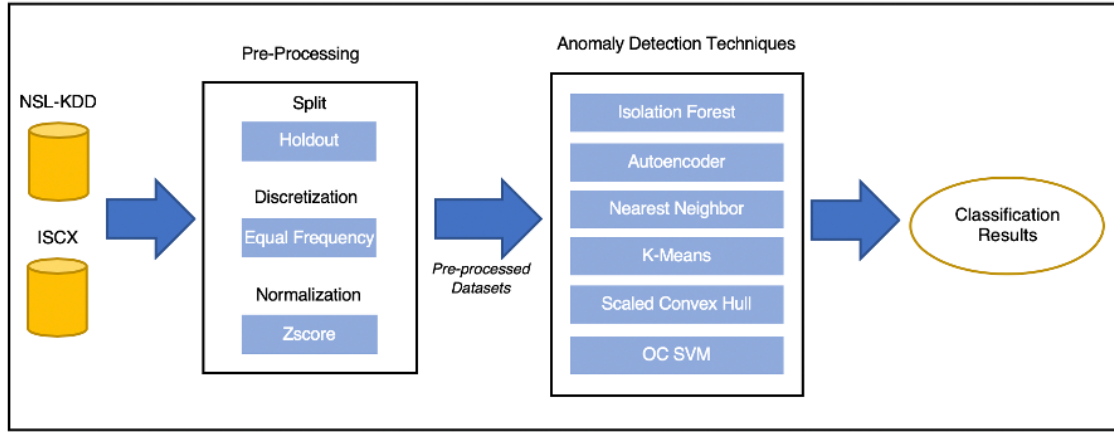 NSL-KDD
ISCX
Pre-Processing
Split
Holdout
Discretization
Equal Frequency
Normalization
Zscore
Pre-processed
Datasets
Anomaly Detection Techniques
Isolation Forest
Autoencoder
Nearest Neighbor
K-Means
Scaled Convex Hull
OC SVM
Classification
Results